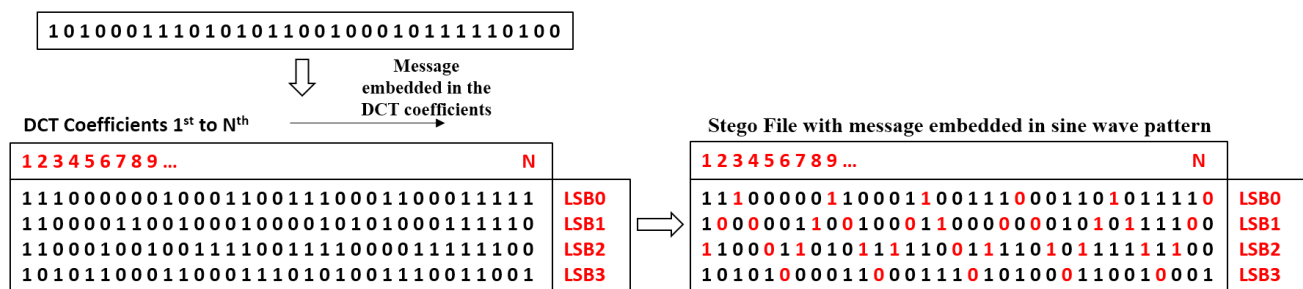 1 0 1 0 0 0 1 1 1 0 1 0 1 0 1 1 0 0 1 0 0 0 1 0 1 1 1 1 1 0 1 0 0
Message
embedded in the
DCT coefficients
DCT Coefficients 1st to Nth
1 2 3 4 5 6 7 8 9 ... N
1 1 1 0 0 0 0 0 0 1 0 0 0 1 1 0 0 1 1 1 0 0 0 1 1 0 0 0 1 1 1 1 1 LSB0
1 1 0 0 0 0 1 1 0 0 1 0 0 0 1 0 0 0 0 1 0 1 0 1 0 0 0 1 1 1 1 1 0 LSB1
1 1 0 0 0 1 0 0 1 0 0 1 1 1 1 0 0 1 1 1 1 0 0 0 0 1 1 1 1 1 1 0 0 LSB2
1 0 1 0 1 1 0 0 0 1 1 0 0 0 1 1 1 0 1 0 1 0 0 1 1 1 0 0 1 1 0 0 1 LSB3
Stego File with message embedded in sine wave pattern
1 2 3 4 5 6 7 8 9 ... N
1 1 1 0 0 0 0 0 1 1 0 0 0 1 1 0 0 1 1 1 0 0 0 1 1 0 1 0 1 1 1 1 0 LSB0
1 0 0 0 0 0 1 1 0 0 1 0 0 0 1 1 0 0 0 0 0 0 0 1 0 1 0 1 1 1 1 0 0 LSB1
1 1 0 0 0 1 1 0 1 0 1 1 1 1 1 0 0 1 1 1 1 0 1 0 1 1 1 1 1 1 1 0 0 LSB2
1 0 1 0 1 0 0 0 0 1 1 0 0 0 1 1 1 0 1 0 1 0 0 0 1 1 0 0 1 0 0 0 1 LSB3